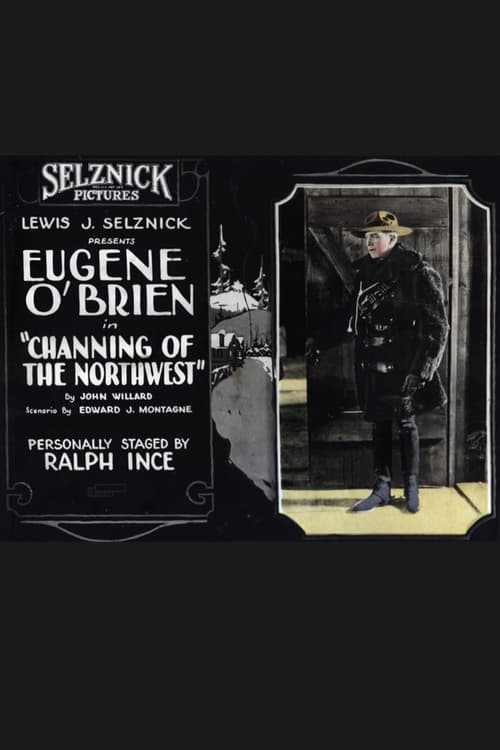 SELZNICK
PICTURES
LEWIS J. SELZNICK
PRESENTS
EUGENE
O'BRIEN
in
"CHANNING OF
THE NORTHWEST"
By JOHN WILLARD
Scenario By EDWARD J. MONTAGNE
PERSONALLY STAGED BY
RALPH INCE